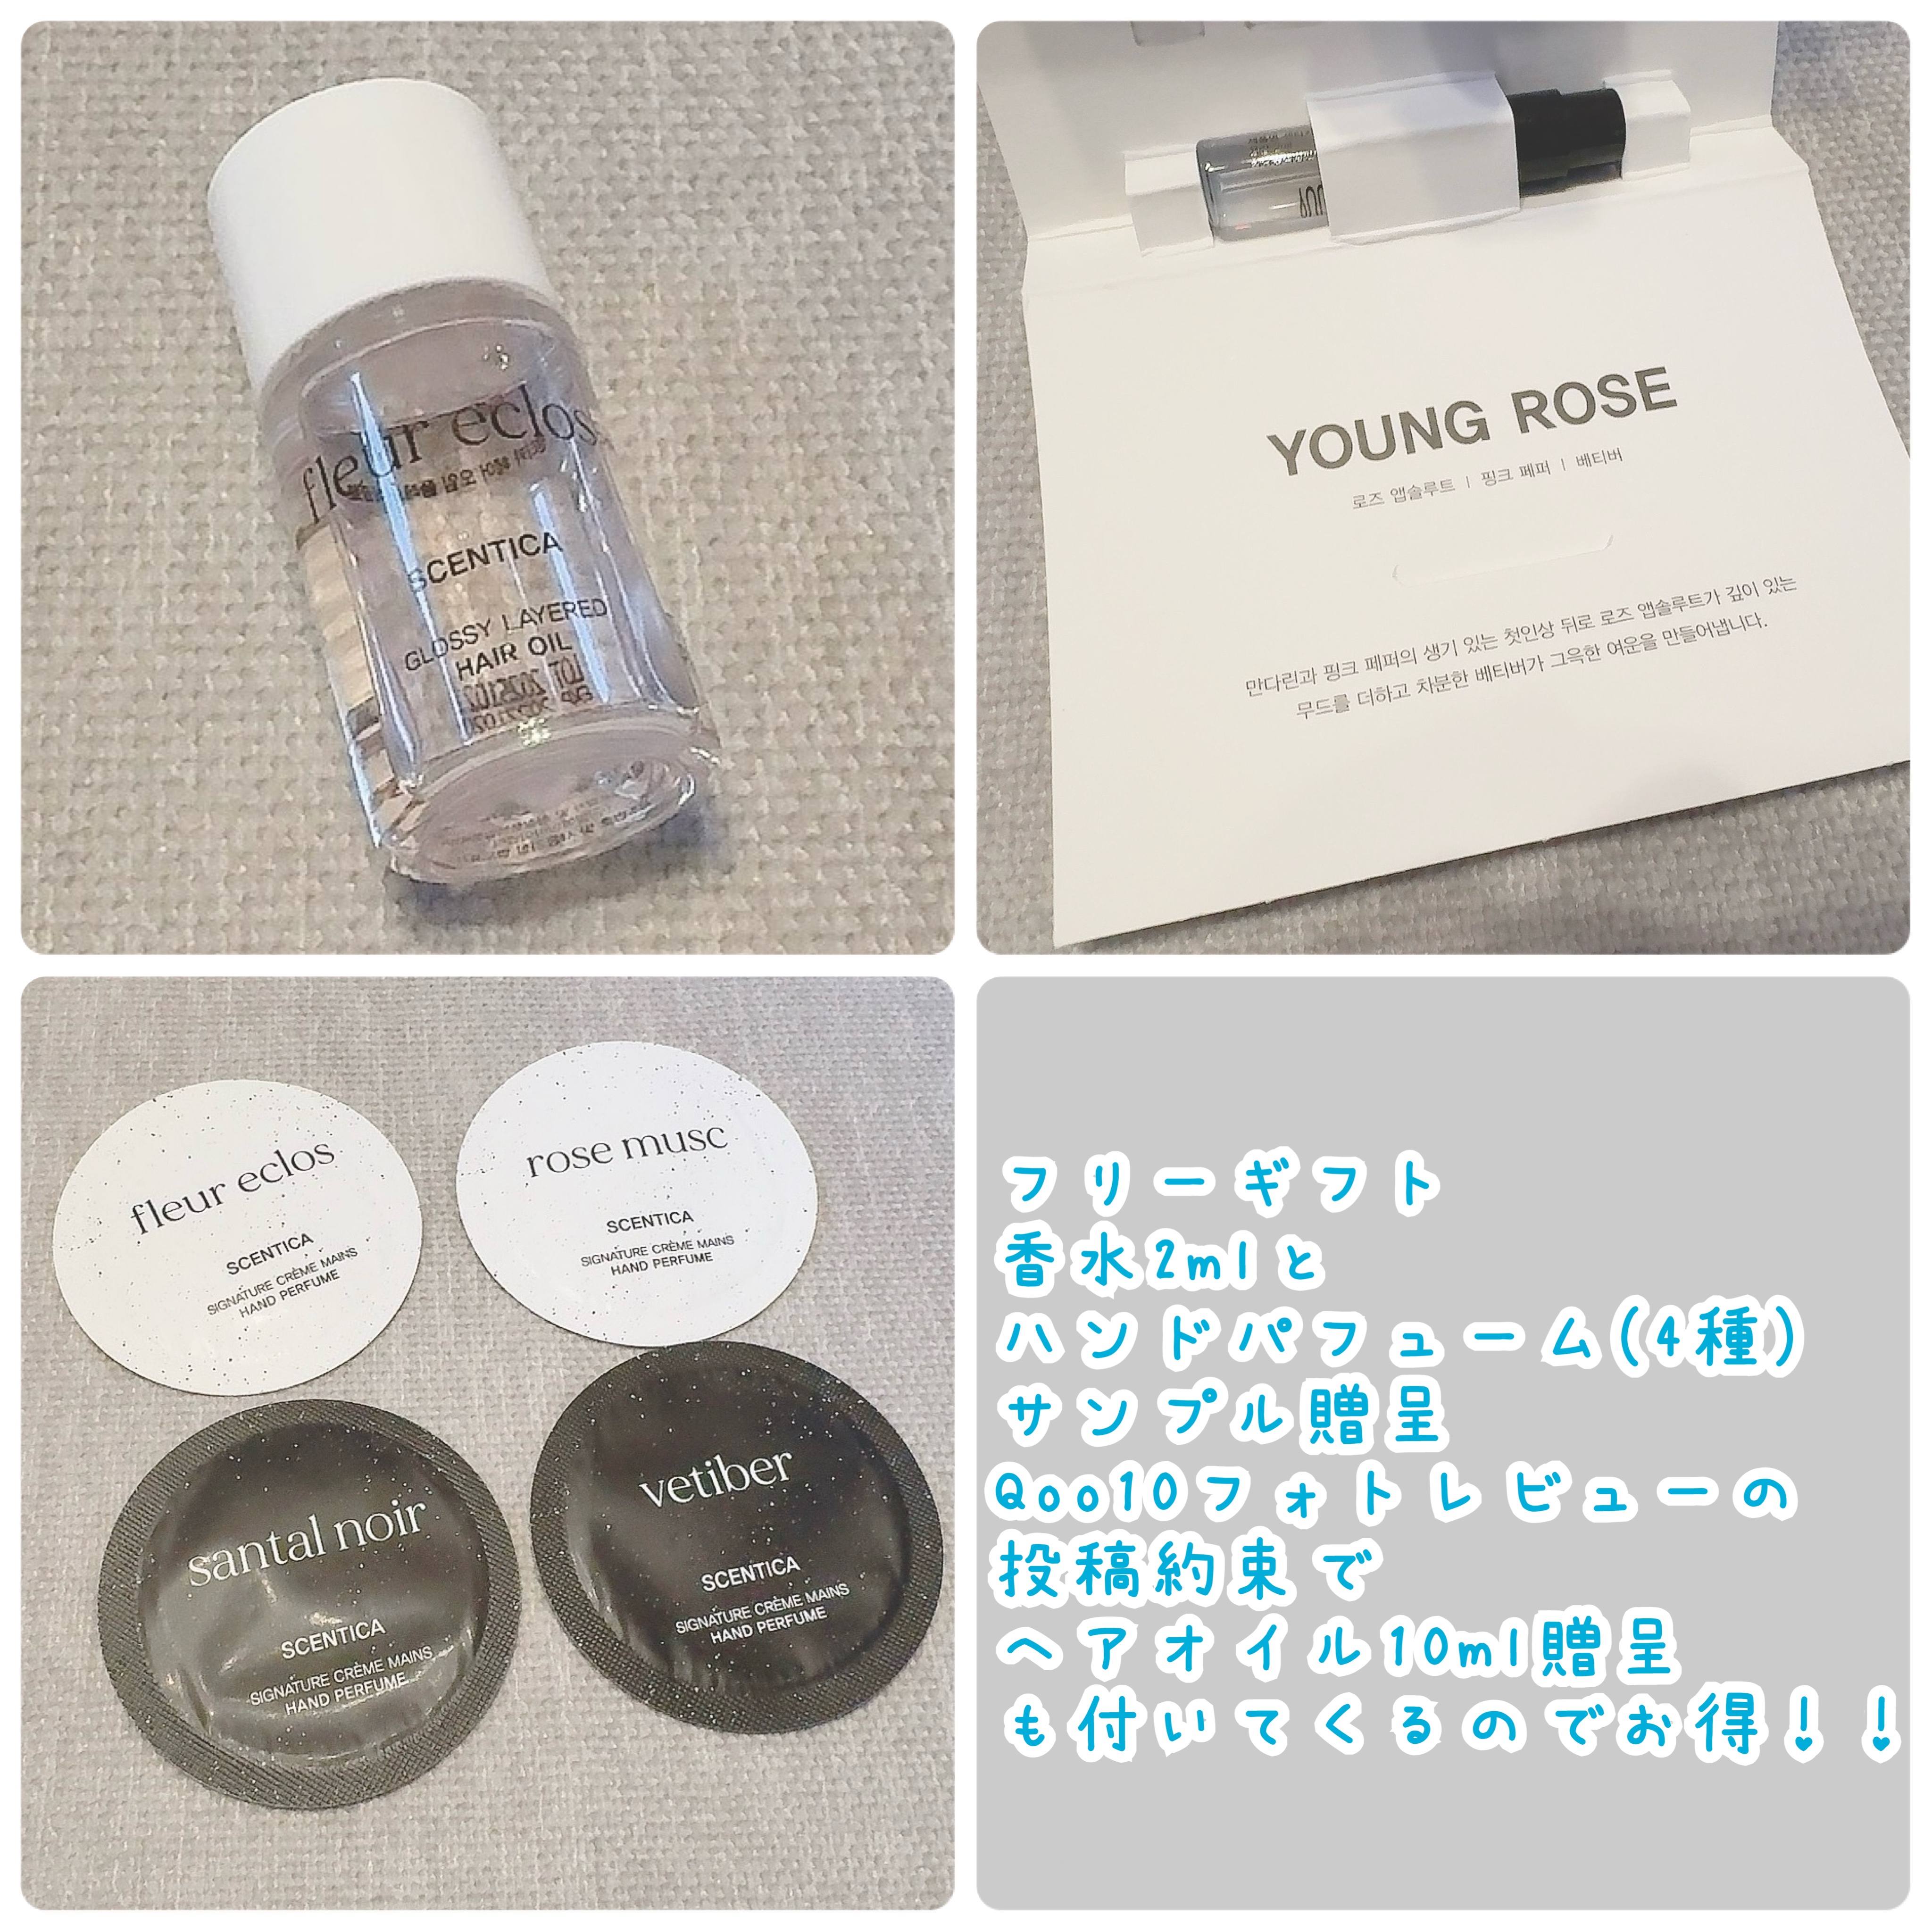 fleur eclos
SCENTICA
GLOSSY LAYERED
HAIR OIL
YOUNG ROSE
로즈 앱솔루트 | 핑크 페퍼 | 베티버
만다린과 핑크 페퍼의 생기 있는 첫인상 뒤로 로즈 앱솔루트가 깊이 있는
무드를 더하고 차분한 베티버가 그윽한 여운을 만들어냅니다.
fleur eclos
SCENTICA
SIGNATURE CRÈME MAINS
HAND PERFUME
rose musc
SCENTICA
SIGNATURE CRÈME MAINS
HAND PERFUME
santal noir
SCENTICA
SIGNATURE CRÈME MAINS
HAND PERFUME
vetiber
SCENTICA
SIGNATURE CRÈME MAINS
HAND PERFUME
フリーギフト
香水2mlと
ハンドパフューム(4種)
サンプル贈呈
Qoo10フォトレビューの
投稿約束で
ヘアオイル10ml贈呈
も付いてくるのでお得！！